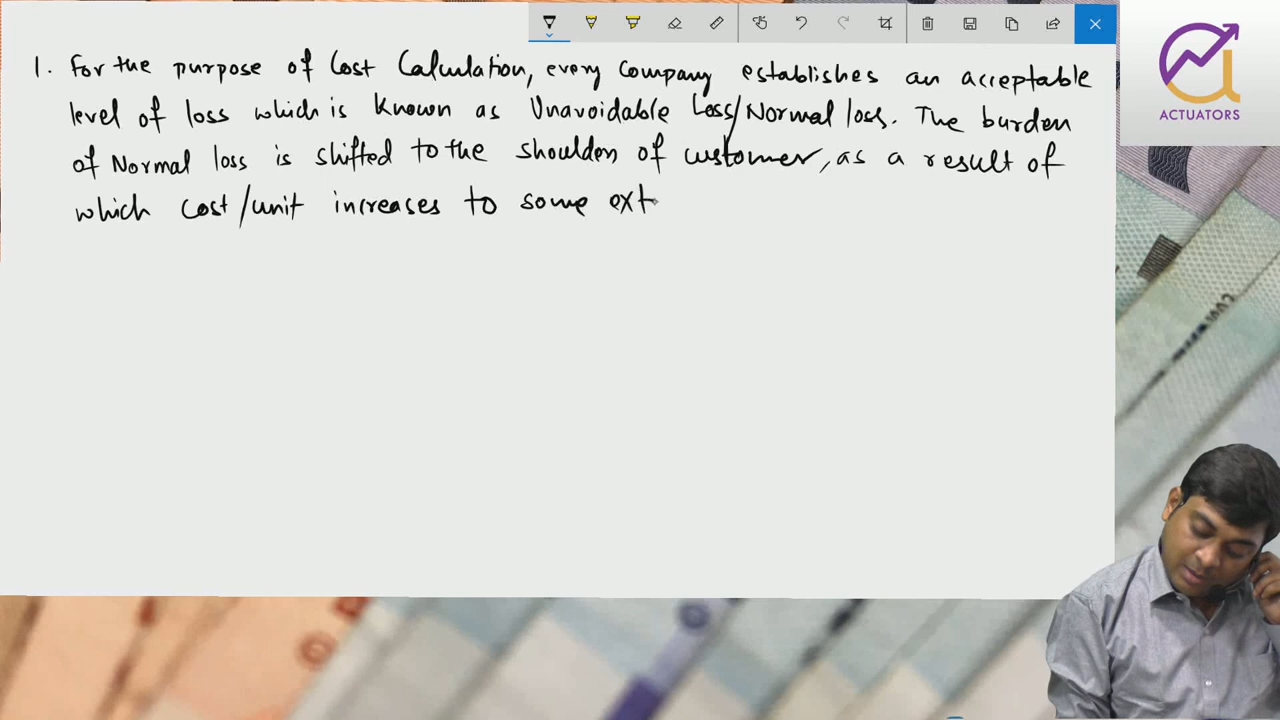 1. For the purpose of Cost Calculation, every Company establishes an acceptable
level of loss which is known as Unavoidable Loss/Normal loss. The burden
of Normal loss is shifted to the shoulder of customer, as a result of
which cost/unit increases to some ext
ACTUATORS